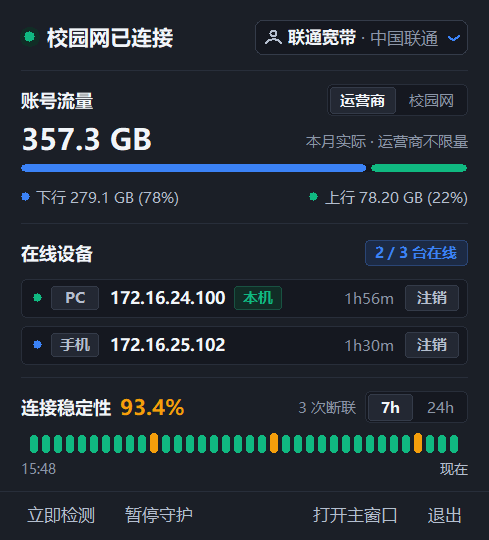 校园网已连接 联通宽带 · 中国联通
账号流量 运营商 校园网
357.3 GB 本月实际 · 运营商不限量
下行 279.1 GB (78%) 上行 78.20 GB (22%)
在线设备 2 / 3 台在线
PC 172.16.24.100 本机 1h56m 注销
手机 172.16.25.102 1h30m 注销
连接稳定性 93.4% 3 次断联 7h 24h
15:48 现在
立即检测 暂停守护 打开主窗口 退出